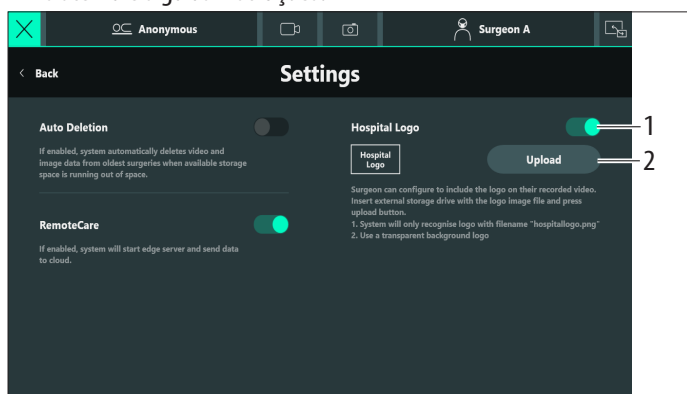 Anonymous
Surgeon A
Back
Settings
Auto Deletion
If enabled, system automatically deletes video and
image data from oldest surgeries when available storage
space is running out of space.
RemoteCare
If enabled, system will start edge server and send data
to cloud.
Hospital Logo
1
Hospital
Logo
Upload
2
Surgeon can configure to include the logo on their recorded video.
Insert external storage drive with the logo image file and press
upload button.
1. System will only recognise logo with filename "hospitallogo.png"
2. Use a transparent background logo